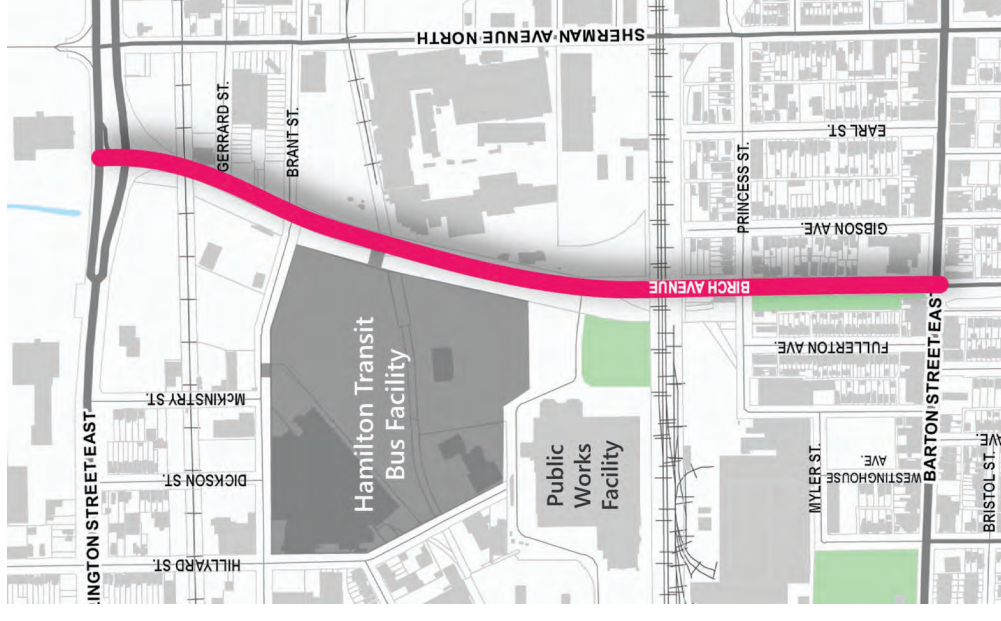 SHERMAN AVENUE NORTH
GERRARD ST.
BRANT ST.
EARL ST.
PRINCESS ST.
GIBSON AVE.
BIRCH AVENUE
FULLERTON AVE.
BARTON STREET EAST
McKINSTRY ST.
Hamilton Transit
Bus Facility
LINGTON STREET EAST
DICKSON ST.
Public
Works
Facility
MYLER ST.
WESTINGHOUSE
AVE.
AVE.
BRISTOL ST.
HILLYARD ST.